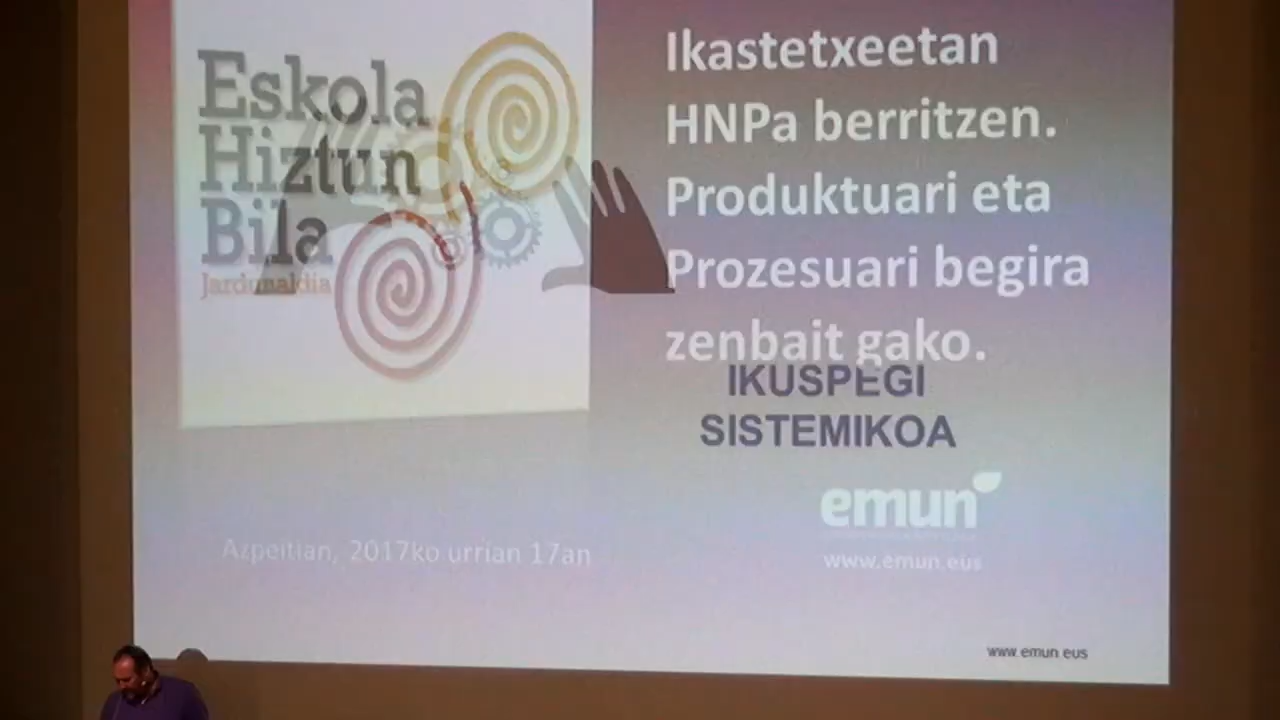 Eskola
Hiztun
Bila
Jardunaldia
Ikastetxeetan
HNPa berritzen.
Produktuari eta
Prozesuari begira
zenbait gako.
IKUSPEGI
SISTEMIKOA
emun
www.emun.eus
Azpeitian, 2017ko urrian 17an
www.emun.eus